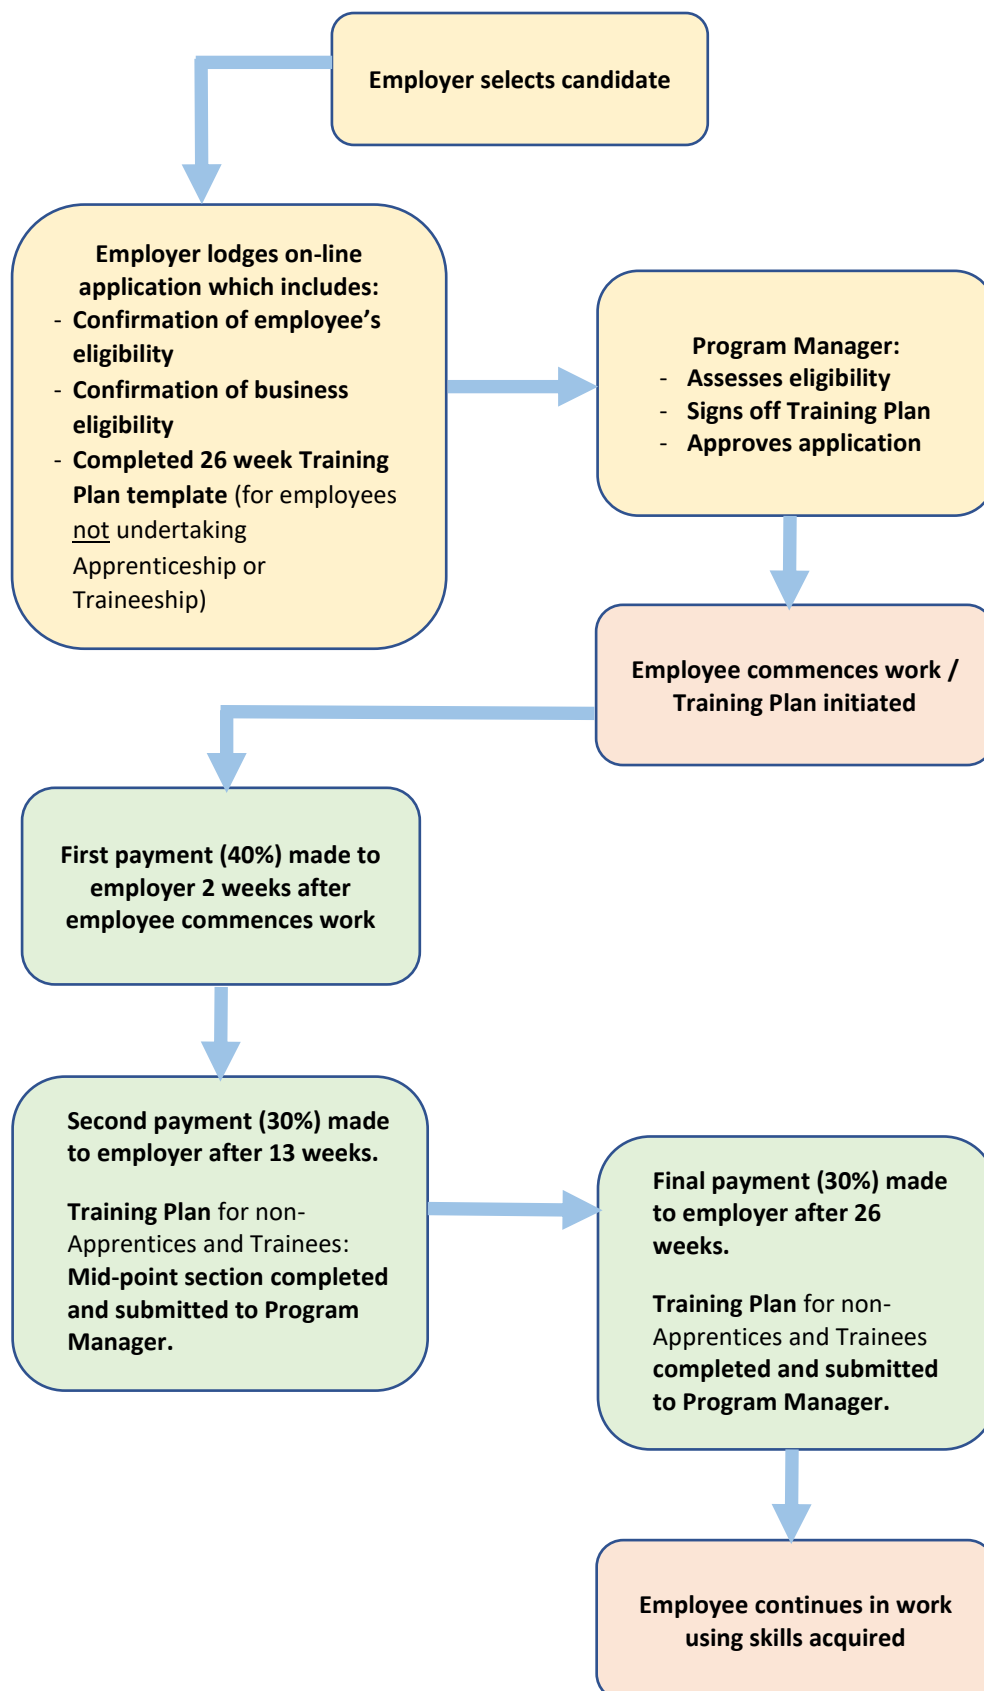 Employer selects candidate
Employer lodges on-line
application which includes:
- Confirmation of employee’s
eligibility
- Confirmation of business
eligibility
- Completed 26 week Training
Plan template (for employees
not undertaking
Apprenticeship or
Traineeship)
Program Manager:
- Assesses eligibility
- Signs off Training Plan
- Approves application
Employee commences work /
Training Plan initiated
First payment (40%) made to
employer 2 weeks after
employee commences work
Second payment (30%) made
to employer after 13 weeks.
Training Plan for non-
Apprentices and Trainees:
Mid-point section completed
and submitted to Program
Manager.
Final payment (30%) made
to employer after 26
weeks.
Training Plan for non-
Apprentices and Trainees
completed and submitted
to Program Manager.
Employee continues in work
using skills acquired